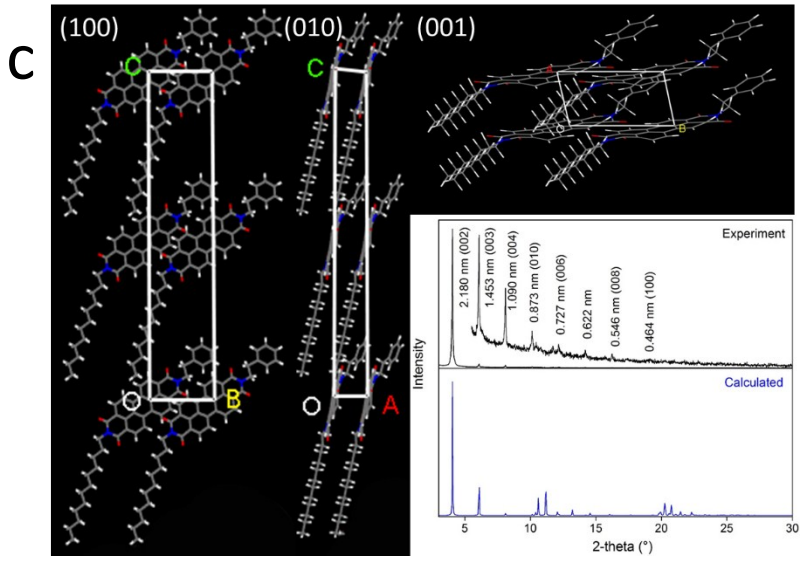 C
(100)
(010)
(001)
C
C
A
O
B
O
B
O
A
Experiment
2.180 nm (002)
1.453 nm (003)
1.090 nm (004)
0.873 nm (010)
0.727 nm (006)
0.622 nm
0.546 nm (008)
0.464 nm (100)
Intensity
Calculated
5
10
15
20
25
30
2-theta (°)